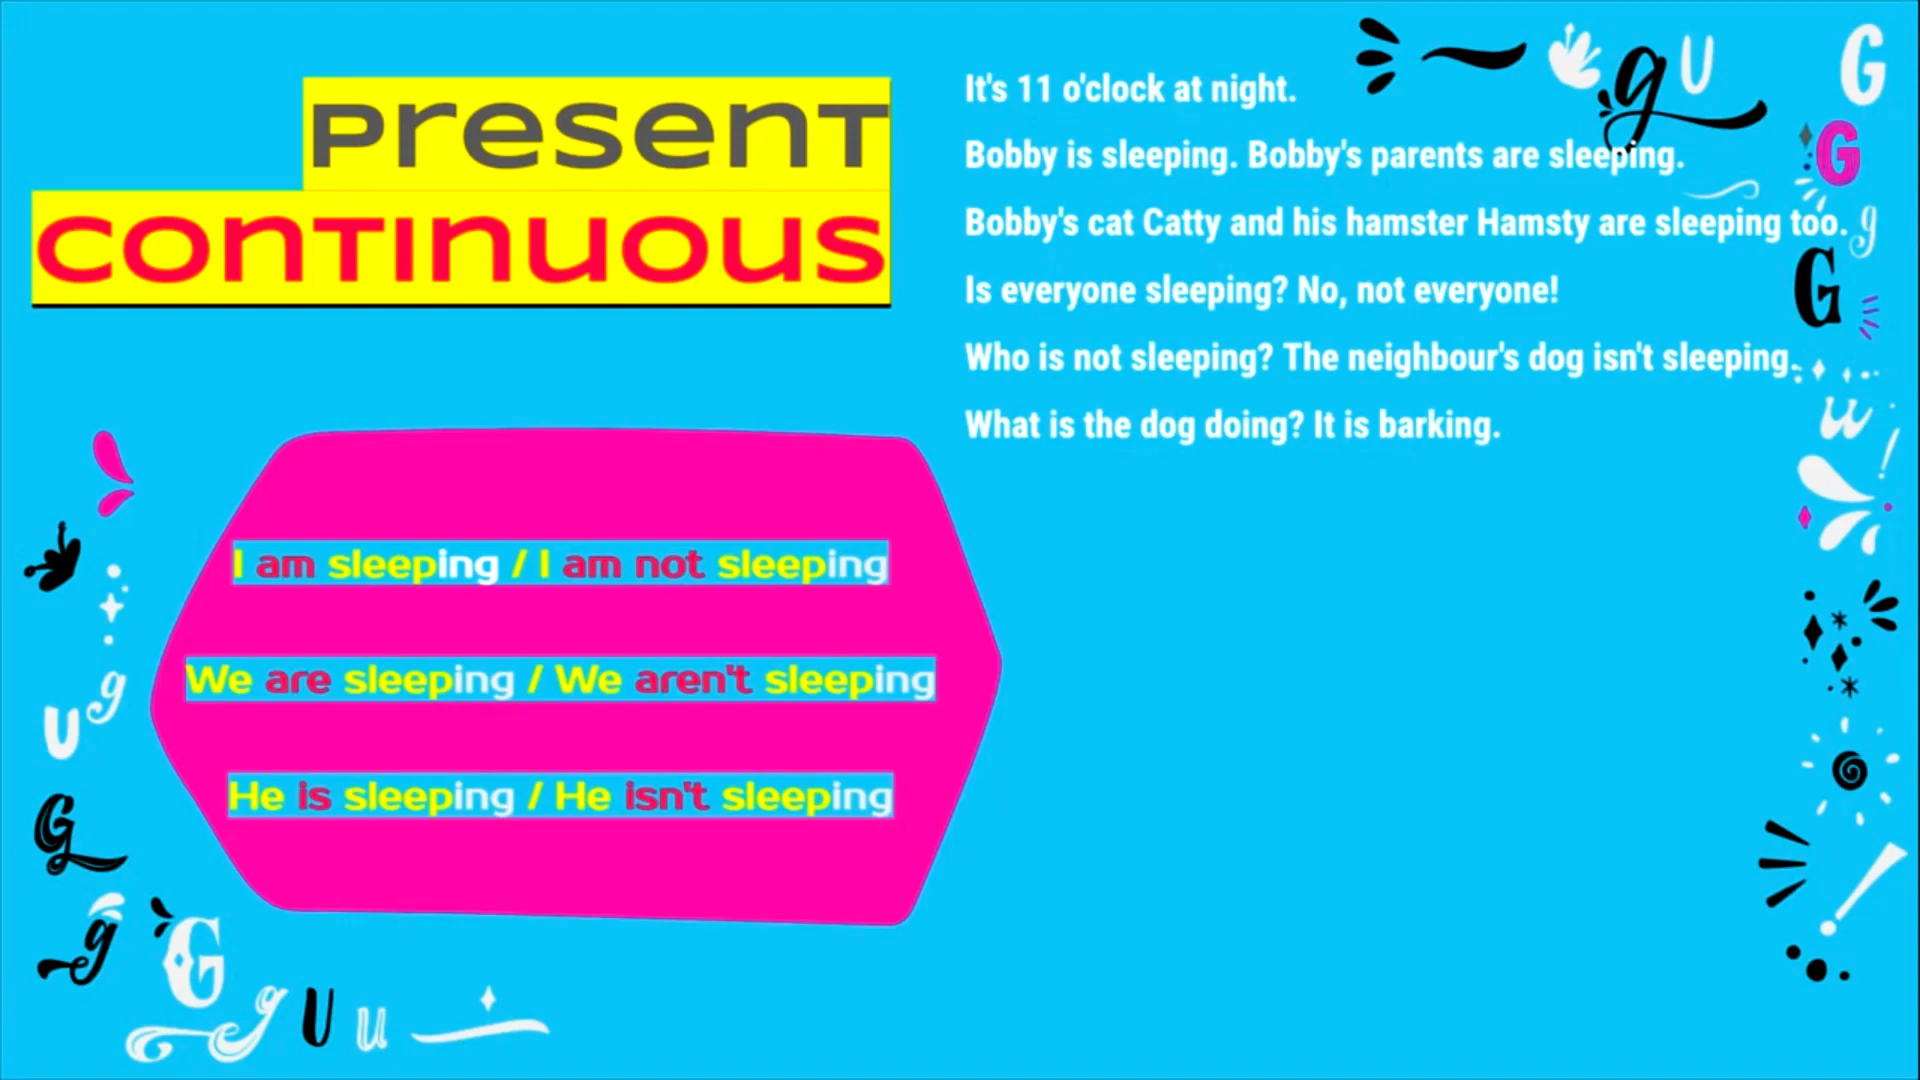 Present
continuous
It's 11 o'clock at night.
Bobby is sleeping. Bobby's parents are sleeping.
Bobby's cat Catty and his hamster Hamsty are sleeping too.
Is everyone sleeping? No, not everyone!
Who is not sleeping? The neighbour's dog isn't sleeping.
What is the dog doing? It is barking.
I am sleeping / I am not sleeping
We are sleeping / We aren't sleeping
He is sleeping / He isn't sleeping